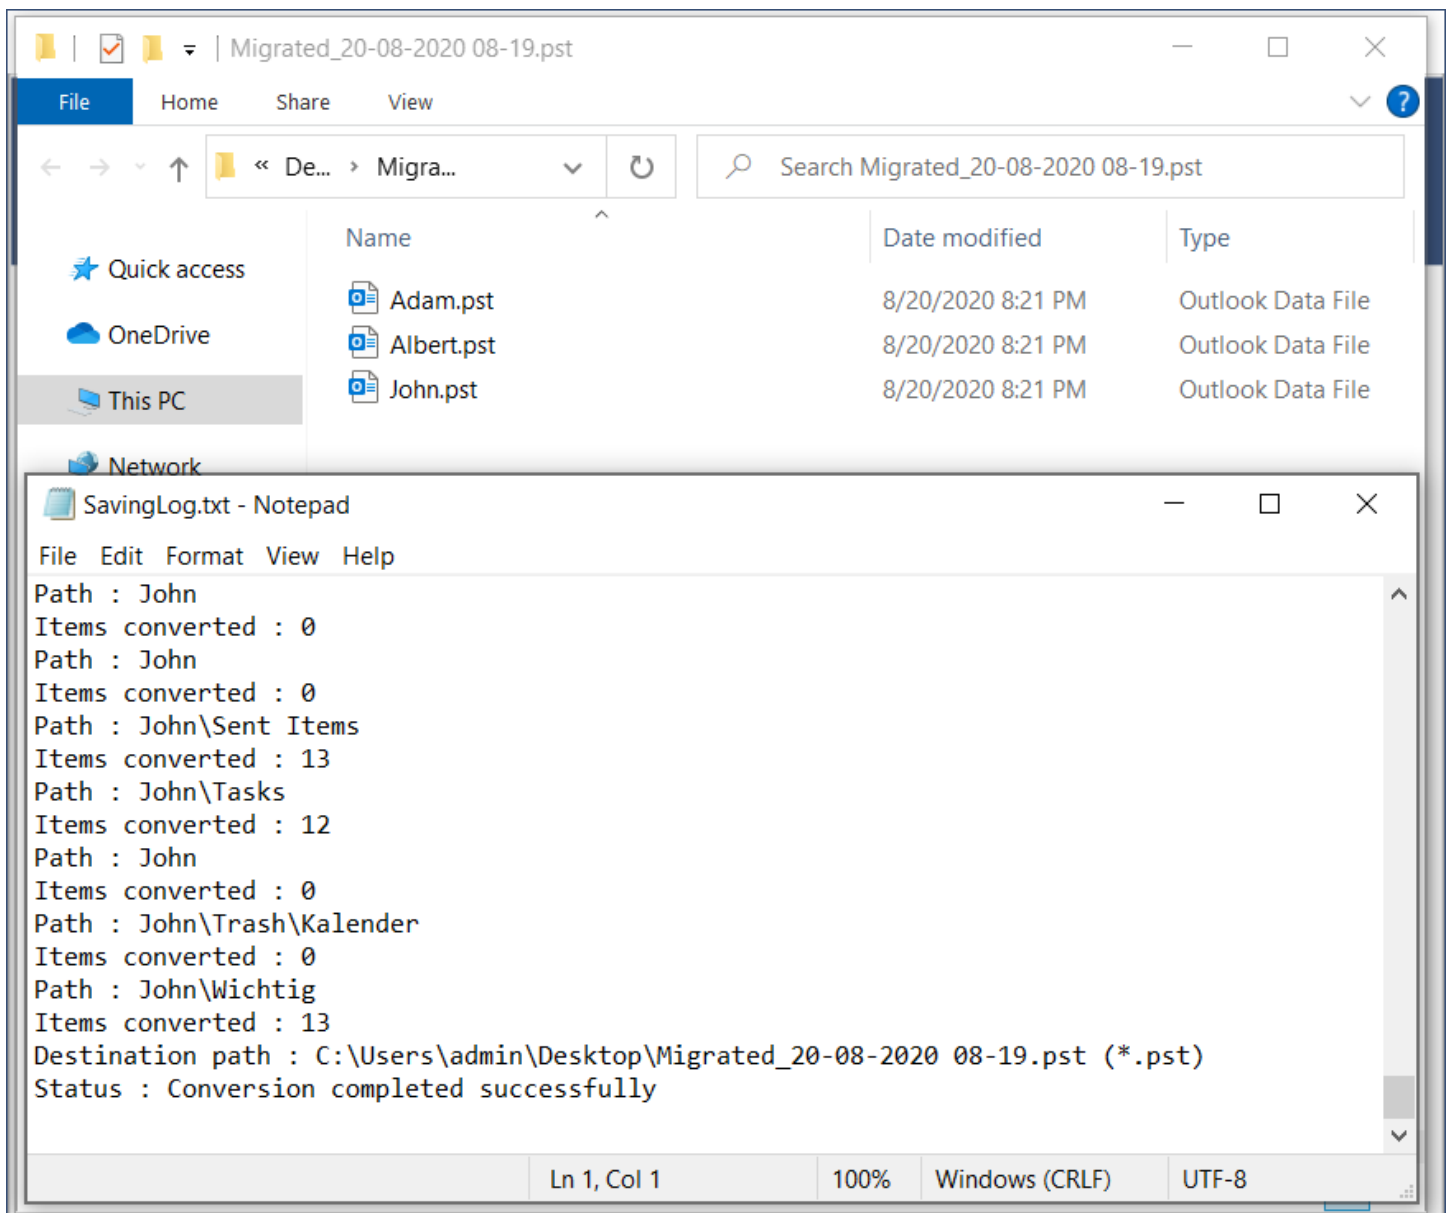 Migrated_20-08-2020 08-19.pst
File Home Share View
« De... › Migra... Search Migrated_20-08-2020 08-19.pst
Name Date modified Type
Quick access
OneDrive
This PC
Network
Adam.pst 8/20/2020 8:21 PM Outlook Data File
Albert.pst 8/20/2020 8:21 PM Outlook Data File
John.pst 8/20/2020 8:21 PM Outlook Data File
SavingLog.txt - Notepad
File Edit Format View Help
Path : John
Items converted : 0
Path : John
Items converted : 0
Path : John\Sent Items
Items converted : 13
Path : John\Tasks
Items converted : 12
Path : John
Items converted : 0
Path : John\Trash\Kalender
Items converted : 0
Path : John\Wichtig
Items converted : 13
Destination path : C:\Users\admin\Desktop\Migrated_20-08-2020 08-19.pst (*.pst)
Status : Conversion completed successfully
Ln 1, Col 1 100% Windows (CRLF) UTF-8